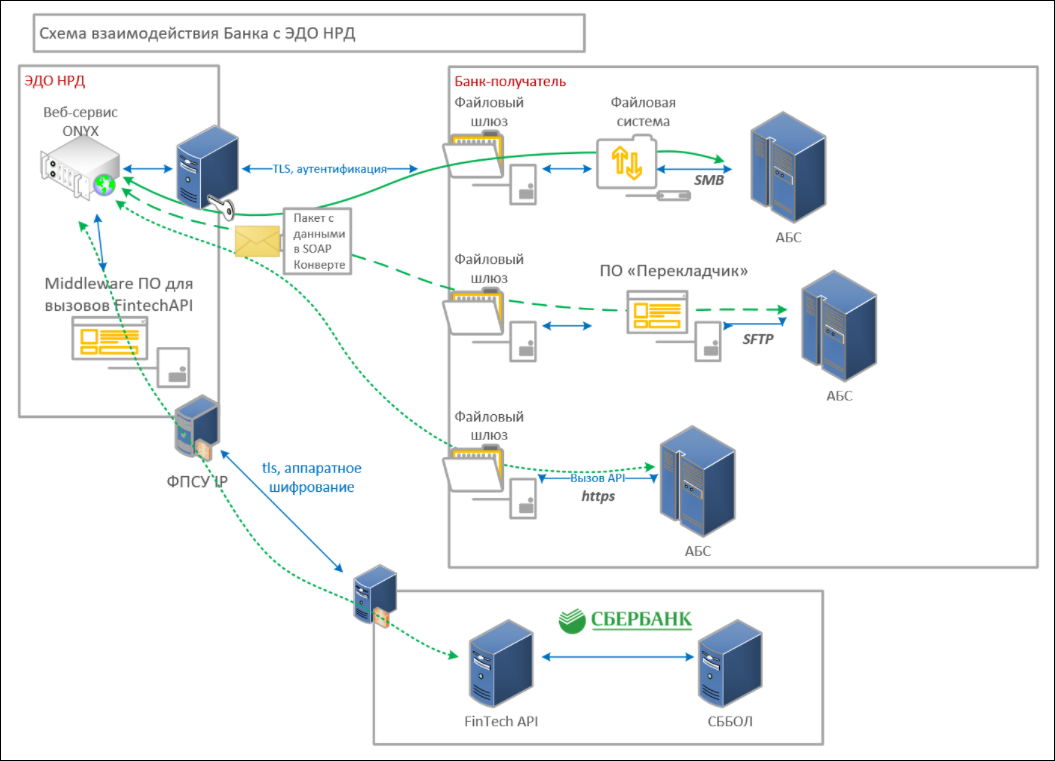 Схема взаимодействия Банка с ЭДО НРД
ЭДО НРД
Веб-сервис
ONYX
TLS, аутентификация
Пакет с
данными
в SOAP
Конверте
Middleware ПО для
вызовов FintechAPI
ФПСУ IP
tls, аппаратное
шифрование
Банк-получатель
Файловый
шлюз
Файловая
система
SMB
АБС
Файловый
шлюз
ПО «Перекладчик»
SFTP
АБС
Файловый
шлюз
Вызов API
https
АБС
СБЕРБАНК
FinTech API
СББОЛ